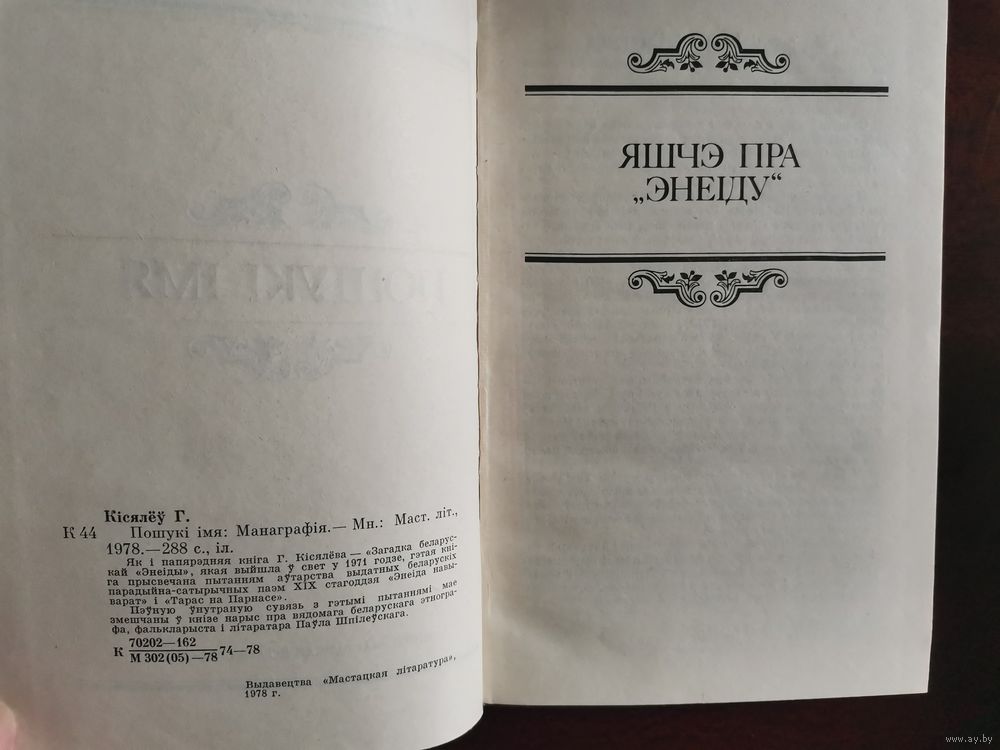 Кісялёў Г.
К 44 Пошукі імя: Манаграфія.— Мн.: Маст. літ.,
1978.—288 с., іл.
Як і папярэдняя кніга Г. Кісялёва — «Загадка беларус-
кай «Энеіды», якая выйшла ў свет у 1971 годзе, гэтая кні-
га прысвечана пытанням аўтарства выдатных беларускіх
парадыйна-сатырычных паэм XIX стагоддзя «Энеіда навы-
варат» і «Тарас на Парнасе».
Пэўную ўнутраную сувязь з гэтымі пытаннямі мае
змешчаны ў кнізе нарыс пра вядомага беларускага этногра-
фа, фалькларыста і літаратара Паўла Шпілеўскага.
К 70202—162
М 302(05)—78 74—78
Выдавецтва «Мастацкая літаратура»,
1978 г.
ЯШЧЭ ПРА
„ЭНЕІДУ“
www.ay.by